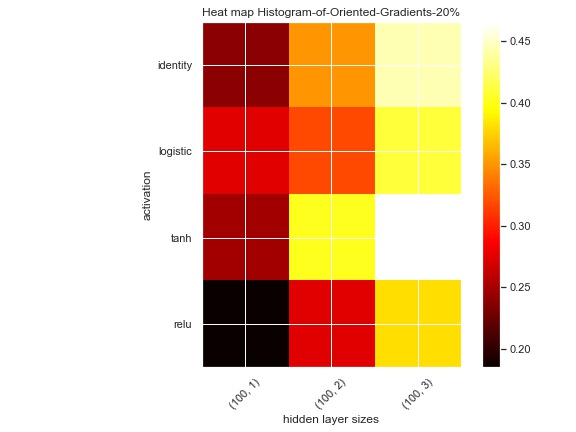 Heat map Histogram-of-Oriented-Gradients-20%
identity
logistic
tanh
relu
activation
(100, 1)
(100, 2)
(100, 3)
hidden layer sizes
0.45
0.40
0.35
0.30
0.25
0.20